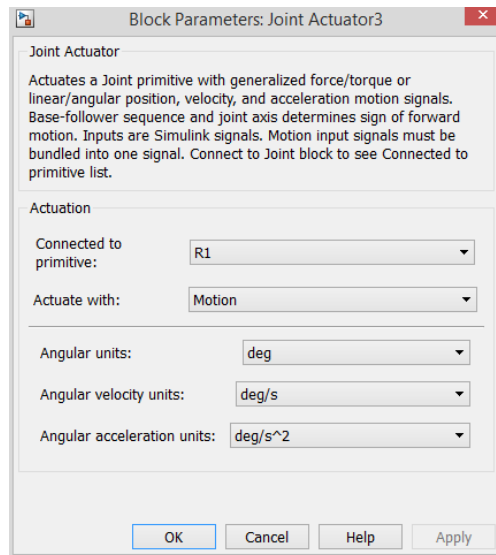 Block Parameters: Joint Actuator3
Joint Actuator
Actuates a Joint primitive with generalized force/torque or
linear/angular position, velocity, and acceleration motion signals.
Base-follower sequence and joint axis determines sign of forward
motion. Inputs are Simulink signals. Motion input signals must be
bundled into one signal. Connect to Joint block to see Connected to
primitive list.
Actuation
Connected to
primitive:
R1
Actuate with:
Motion
Angular units:
deg
Angular velocity units:
deg/s
Angular acceleration units:
deg/s^2
OK
Cancel
Help
Apply